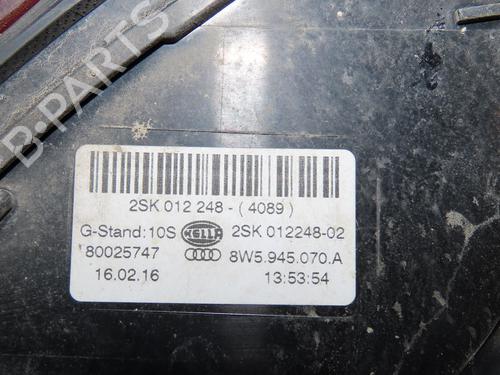 B-PARTS
2SK 012 248 - ( 4089 )
G-Stand: 10S HELLA 2SK 012248-02
80025747 8W5.945.070.A
16.02.16 13:53:54